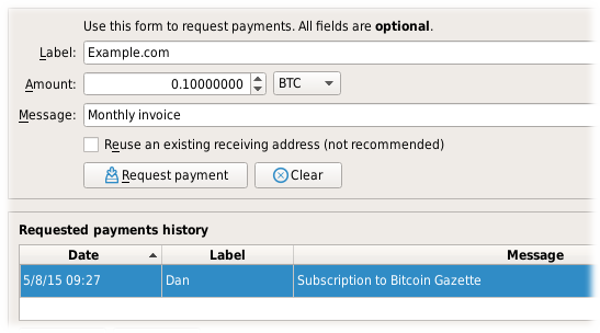 Use this form to request payments. All fields are optional.
Label: Example.com
Amount: 0.10000000 BTC
Message: Monthly invoice
Reuse an existing receiving address (not recommended)
Request payment Clear
Requested payments history
Date Label Message
5/8/15 09:27 Dan Subscription to Bitcoin Gazette